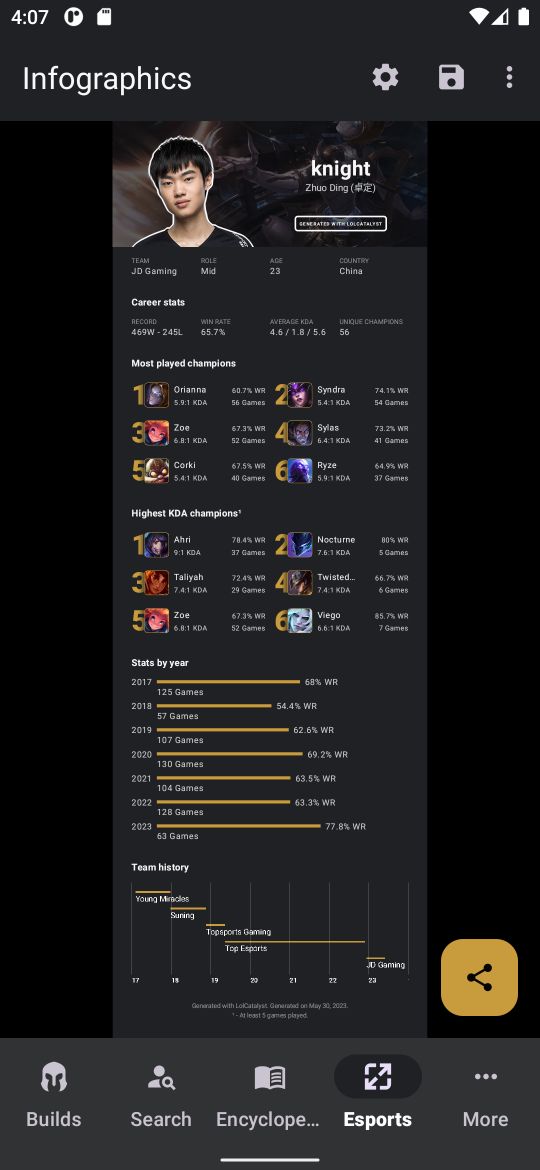 4:07
Infographics
knight
Zhuo Ding (卓定)
GENERATED WITH LOLCATALYST
TEAM ROLE AGE COUNTRY
JD Gaming Mid 23 China
Career stats
RECORD WIN RATE AVERAGE KDA UNIQUE CHAMPIONS
469W - 245L 65.7% 4.6 / 1.8 / 5.6 56
Most played champions
1 Orianna 60.7% WR 2 Syndra 74.1% WR
5.9:1 KDA 56 Games 5.4:1 KDA 54 Games
3 Zoe 67.3% WR 4 Sylas 73.2% WR
6.8:1 KDA 52 Games 6.4:1 KDA 41 Games
5 Corki 67.5% WR 6 Ryze 64.9% WR
5.4:1 KDA 40 Games 5.9:1 KDA 37 Games
Highest KDA champions¹
1 Ahri 78.4% WR 2 Nocturne 80% WR
9:1 KDA 37 Games 7.6:1 KDA 5 Games
3 Taliyah 72.4% WR 4 Twisted... 66.7% WR
7.4:1 KDA 29 Games 7.4:1 KDA 6 Games
5 Zoe 67.3% WR 6 Viego 85.7% WR
6.8:1 KDA 52 Games 6.6:1 KDA 7 Games
Stats by year
2017 68% WR
125 Games
2018 54.4% WR
57 Games
2019 62.6% WR
107 Games
2020 69.2% WR
130 Games
2021 63.5% WR
104 Games
2022 63.3% WR
128 Games
2023 77.8% WR
63 Games
Team history
Young Miracles
Suning
Topsports Gaming
Top Esports
JD Gaming
17 18 19 20 21 22 23
Generated with LolCatalyst. Generated on May 30, 2023.
¹ - At least 5 games played.
Builds Search Encyclope... Esports More